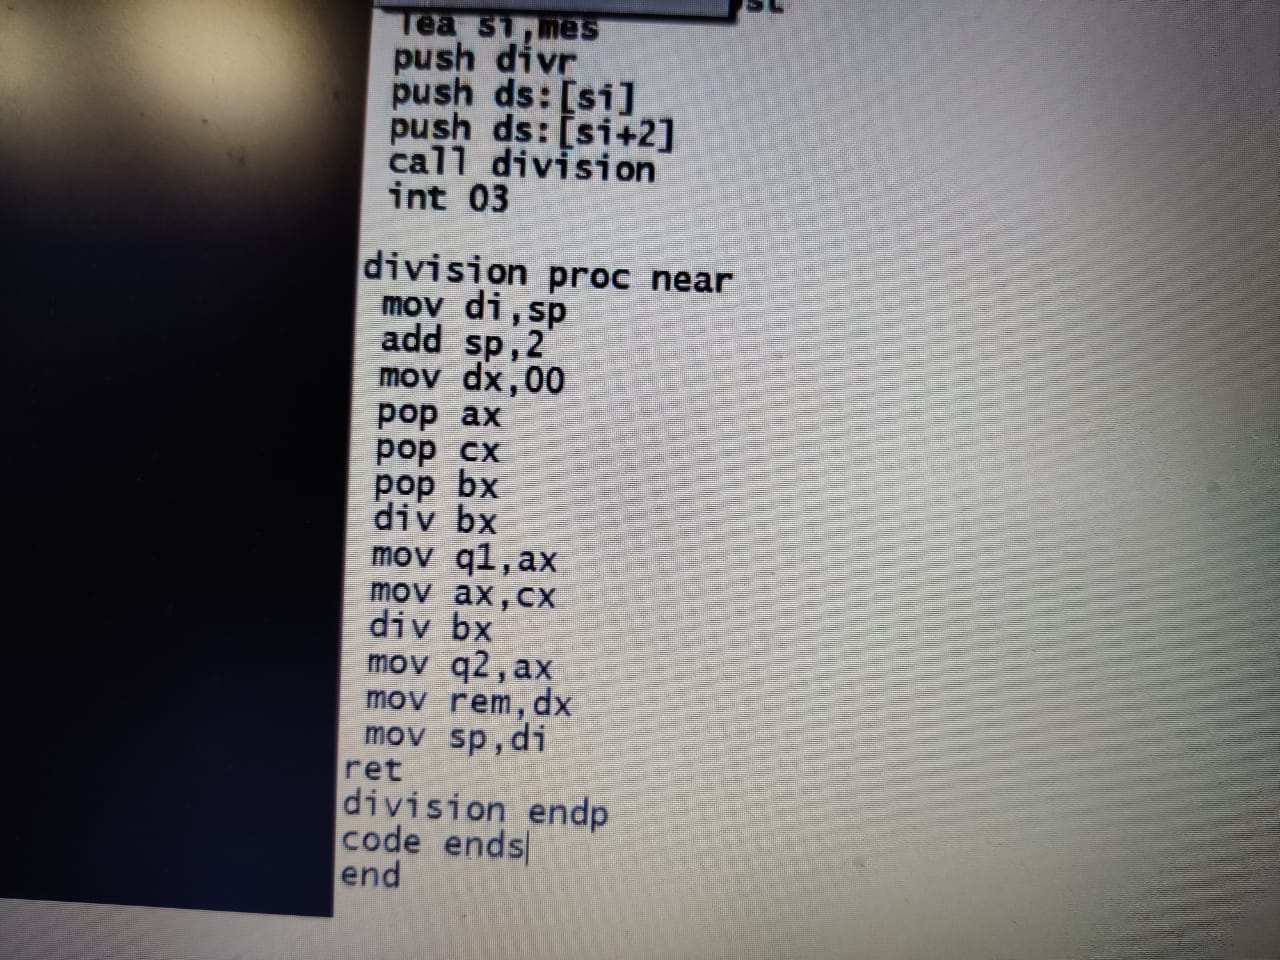 lea si,mes
push divr
push ds:[si]
push ds:[si+2]
call division
int 03
division proc near
mov di,sp
add sp,2
mov dx,00
pop ax
pop cx
pop bx
div bx
mov q1,ax
mov ax,cx
div bx
mov q2,ax
mov rem,dx
mov sp,di
ret
division endp
code ends
end